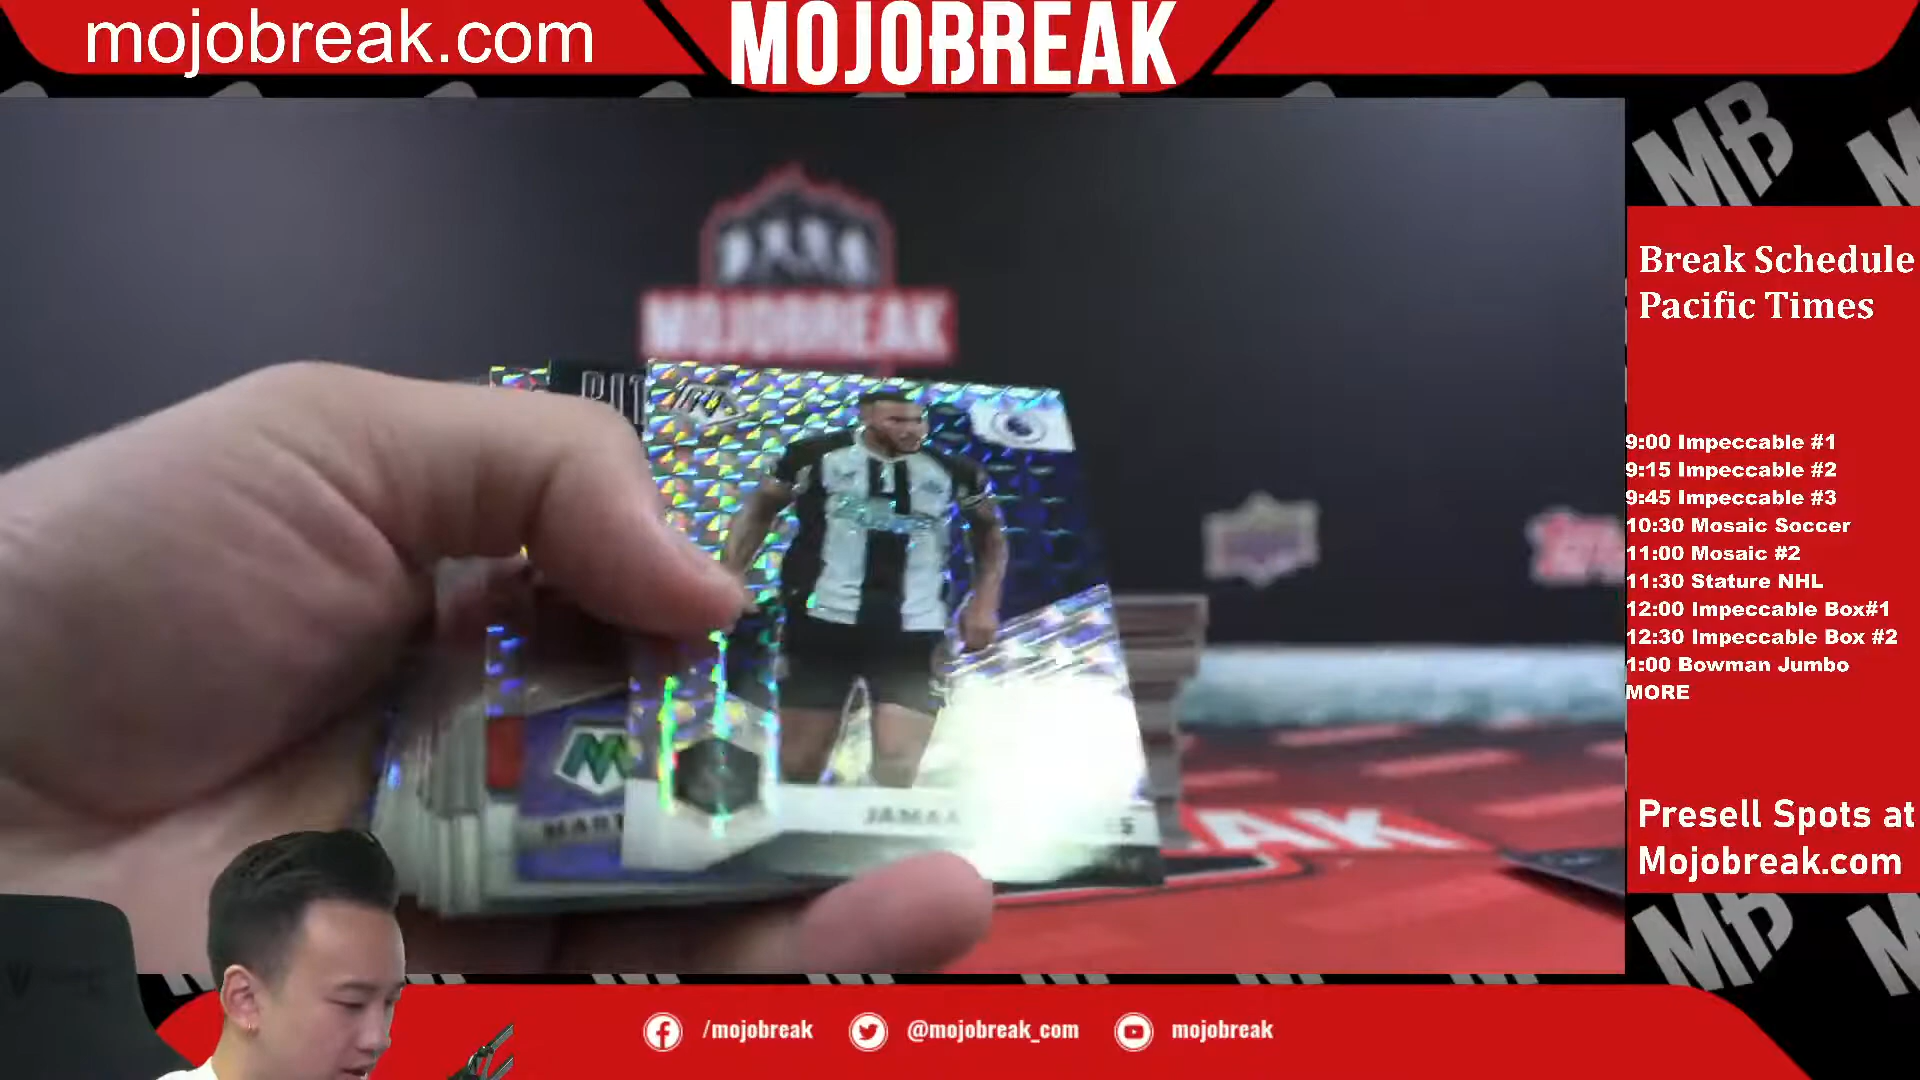 mojobreak.com
MOJOBREAK
MB
MOJOBREAK
Break Schedule
Pacific Times
9:00 Impeccable #1
9:15 Impeccable #2
9:45 Impeccable #3
10:30 Mosaic Soccer
11:00 Mosaic #2
11:30 Stature NHL
12:00 Impeccable Box#1
12:30 Impeccable Box #2
1:00 Bowman Jumbo
MORE
Presell Spots at
Mojobreak.com
MB
/mojobreak
@mojobreak_com
mojobreak